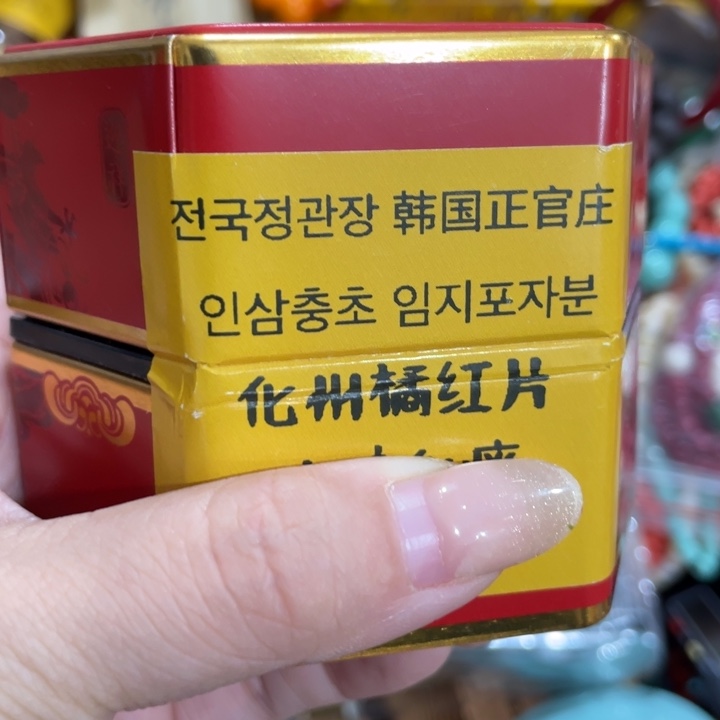 전국정관장 韩国正官庄
인삼충초 임지포자분
化州橘红片